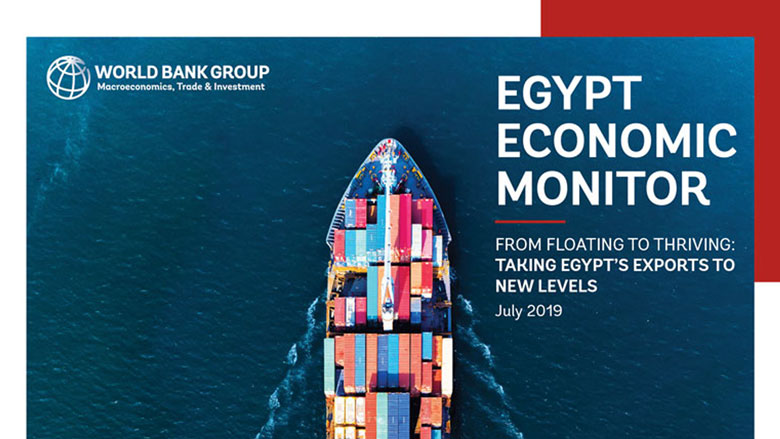 WORLD BANK GROUP
Macroeconomics, Trade & Investment
EGYPT
ECONOMIC
MONITOR
FROM FLOATING TO THRIVING:
TAKING EGYPT'S EXPORTS TO
NEW LEVELS
July 2019